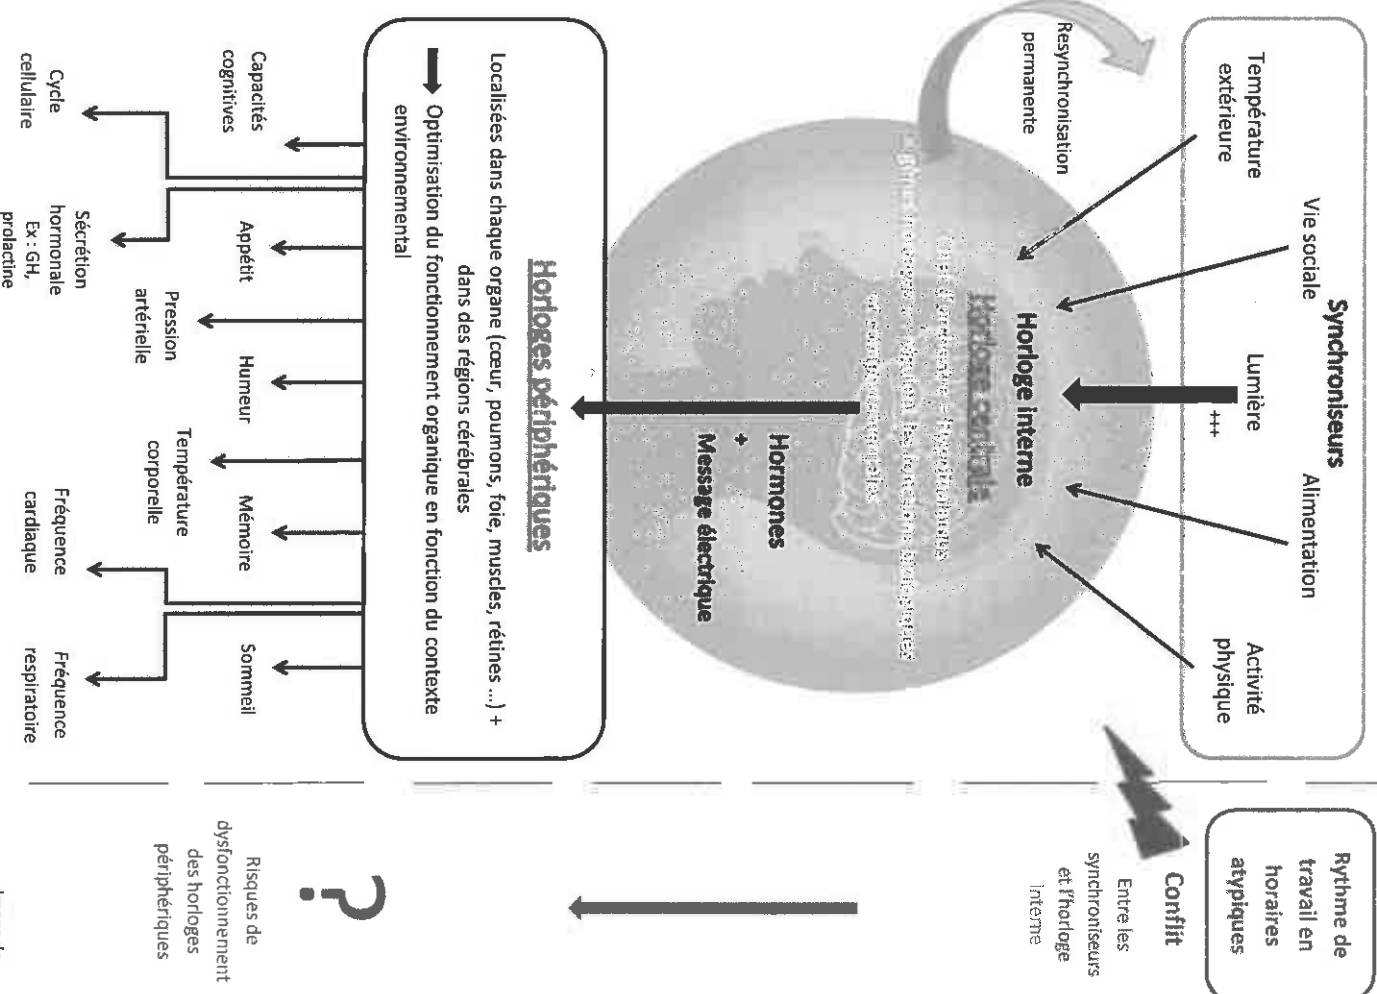 Synchroniseurs
Température
extérieure
Vie sociale
Lumière
+++
Alimentation
Activité
physique
Resynchronisation
permanente
Horloge interne
Horloge centrale
Hormones
+
Message électrique
Horloges périphériques
Localisées dans chaque organe (cœur, poumons, foie, muscles, rétines ...) +
dans des régions cérébrales
Optimisation du fonctionnement organique en fonction du contexte
environnemental
Capacités
cognitives
Appétit
Humeur
Mémoire
Sommeil
Pression
artérielle
Température
corporelle
Cycle
cellulaire
Sécrétion
hormonale
Ex : GH,
prolactine
Fréquence
cardiaque
Fréquence
respiratoire
Rythme de
travail en
horaires
atypiques
Conflit
Entre les
synchroniseurs
et l'horloge
interne
?
Risques de
dysfonctionnement
des horloges
périphériques